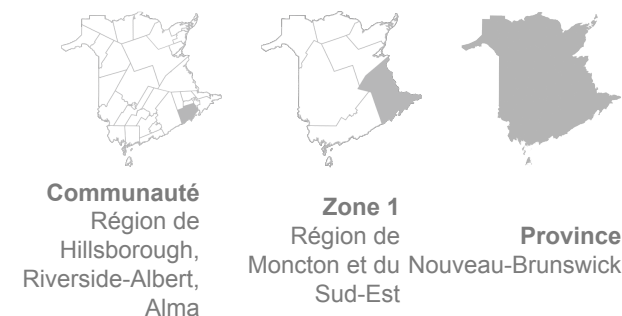 Communauté
Région de
Hillsborough,
Riverside-Albert,
Alma
Zone 1
Région de
Moncton et du
Sud-Est
Province
Nouveau-Brunswick